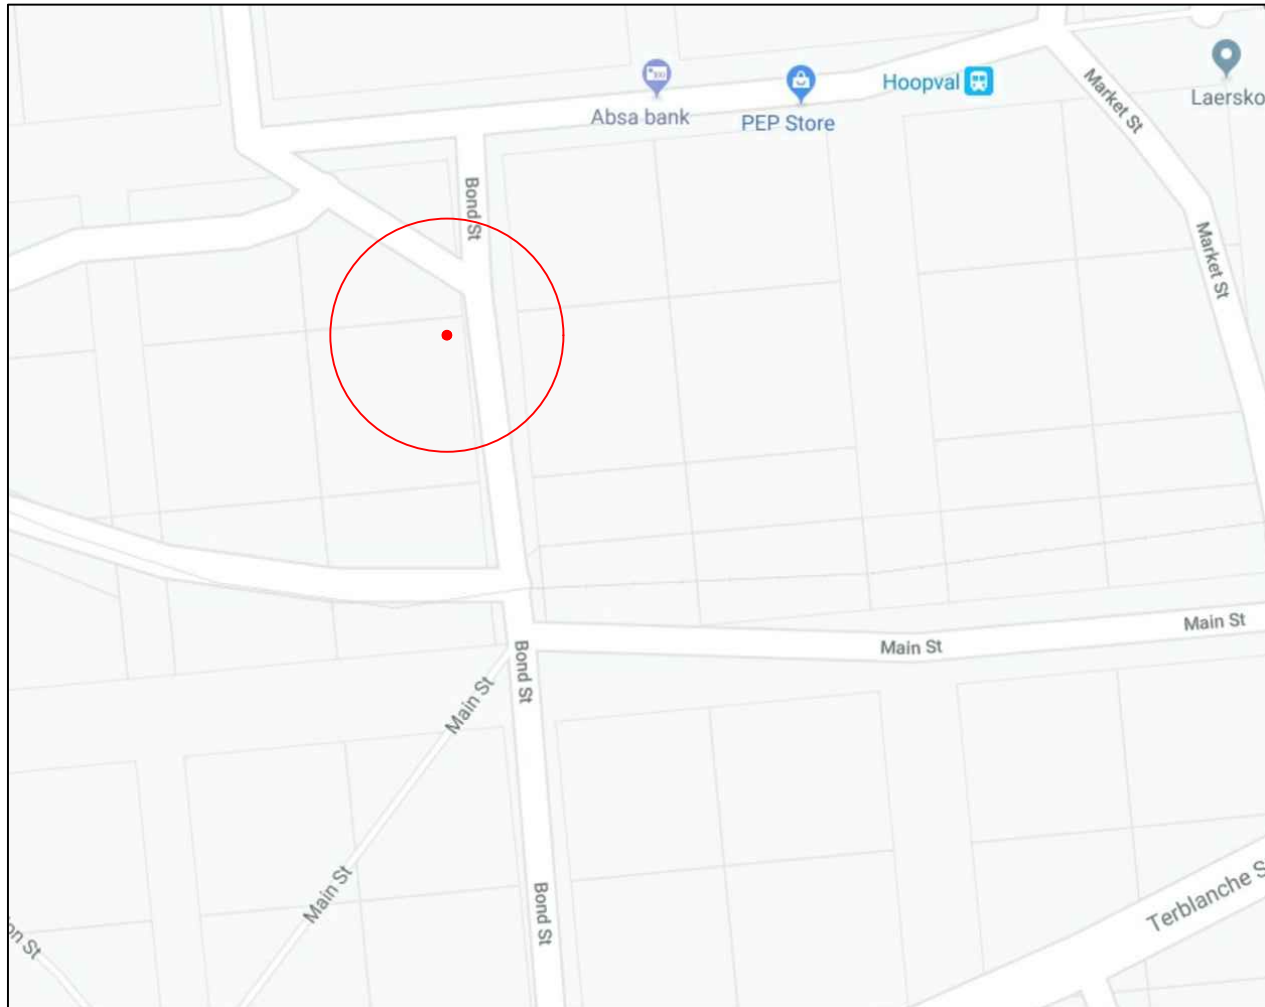 Absa bank
PEP Store
Hoopval
Market St
Laersko
Bond St
Market St
Main St
Main St
Bond St
Main St
Main St
Bond St
Terblanche S
on St